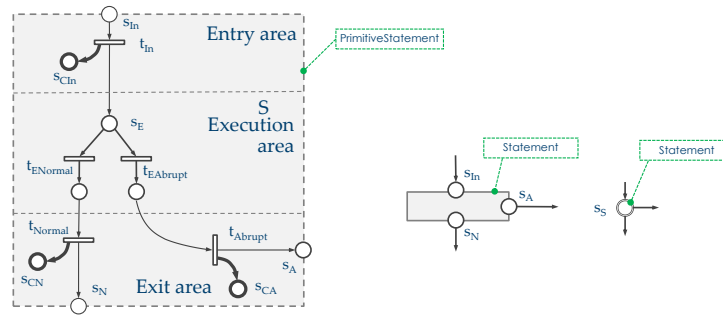 sIn
Entry area
tIn
sCIn
PrimitiveStatement
S
Execution
area
sE
tENormal
tEAbrupt
tNormal
tAbrupt
sCN
sA
sN
Exit area
sCA
Statement
sIn
sA
sN
Statement
sS